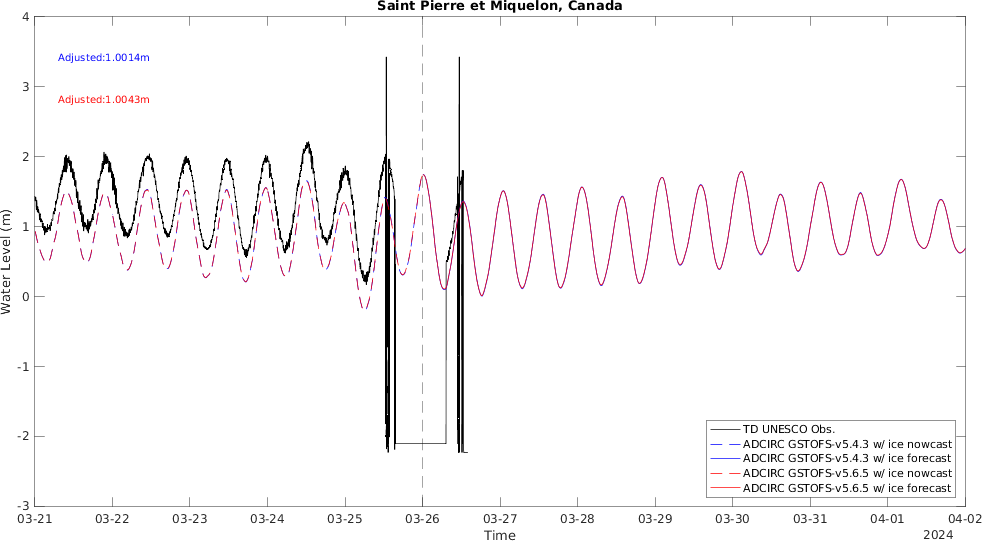 Saint Pierre et Miquelon, Canada
4
Adjusted:1.0014m
3
Adjusted:1.0043m
2
1
Water Level (m)
0
-1
-2
TD UNESCO Obs.
ADCIRC GSTOFS-v5.4.3 w/ ice nowcast
ADCIRC GSTOFS-v5.4.3 w/ ice forecast
ADCIRC GSTOFS-v5.6.5 w/ ice nowcast
ADCIRC GSTOFS-v5.6.5 w/ ice forecast
-3
03-21 03-22 03-23 03-24 03-25 03-26 03-27 03-28 03-29 03-30 03-31 04-01 04-02
Time
2024